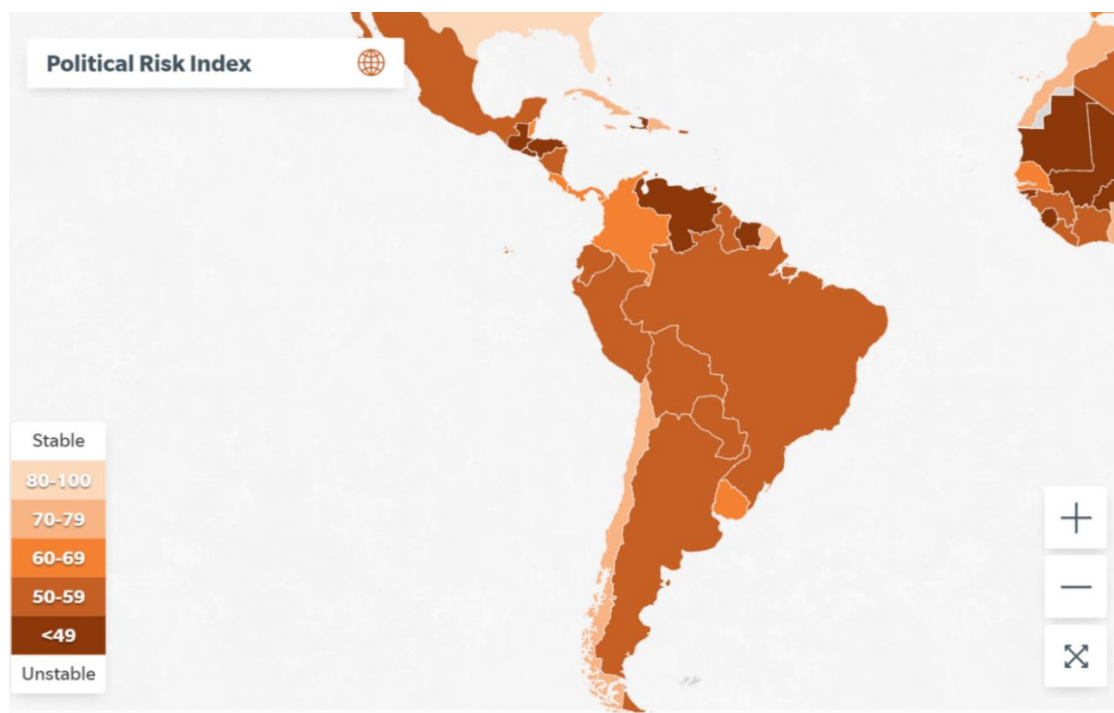 Political Risk Index
Stable
80-100
70-79
60-69
50-59
<49
Unstable